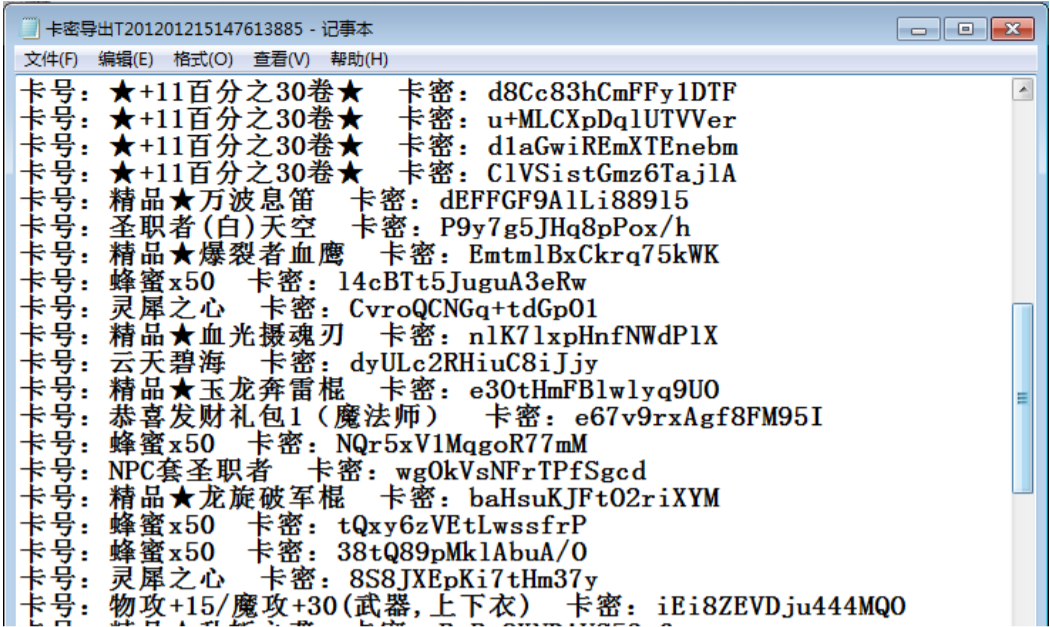 卡密导出T201201215147613885 - 记事本
文件(F) 编辑(E) 格式(O) 查看(V) 帮助(H)
卡号：★+11百分之30卷★ 卡密：d8Cc83hCmFFy1DTF
卡号：★+11百分之30卷★ 卡密：u+MLCXpDqlUTVVer
卡号：★+11百分之30卷★ 卡密：d1aGwiREmXTEnebm
卡号：★+11百分之30卷★ 卡密：ClVSistGmz6TajlA
卡号：精品★万波息笛 卡密：dEFFGF9AlLi889l5
卡号：圣职者(白)天空 卡密：P9y7g5JHq8pPox/h
卡号：精品★爆裂者血鹰 卡密：EmtmlBxCkrq75kWK
卡号：蜂蜜x50 卡密：l4cBTt5JuguA3eRw
卡号：灵犀之心 卡密：CvroQCNGq+tdGpO1
卡号：精品★血光摄魂刃 卡密：nlK7lxpHnfNWdPlX
卡号：云天碧海 卡密：dyULc2RHiuC8iJjy
卡号：精品★玉龙奔雷棍 卡密：e3OtHmFBlwlyq9UO
卡号：恭喜发财礼包1（魔法师） 卡密：e67v9rxAgf8FM95I
卡号：蜂蜜x50 卡密：NQr5xV1MqgoR77mM
卡号：NPC套圣职者 卡密：wgOkVsNFrTPfSgcd
卡号：精品★龙旋破军棍 卡密：baHsuKJFtO2riXYM
卡号：蜂蜜x50 卡密：tQxy6zVEtLwssfrP
卡号：蜂蜜x50 卡密：38tQ89pMklAbuA/O
卡号：灵犀之心 卡密：8S8JXEpKi7tHm37y
卡号：物攻+15/魔攻+30(武器,上下衣) 卡密：iEi8ZEVDju444MQO